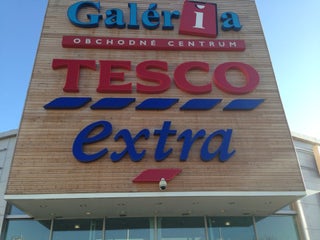 Galéria
OBCHODNÉ CENTRUM
TESCO
extra